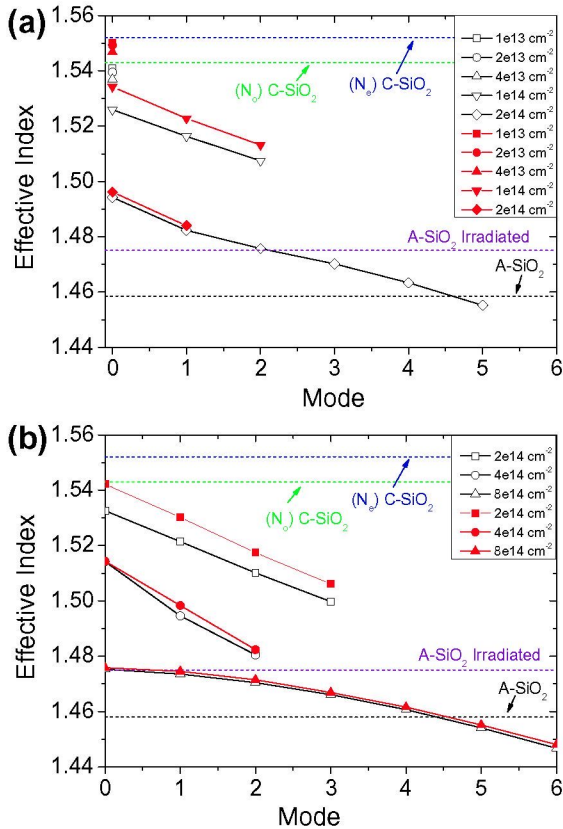 (a)
1.54
1.52
1.50
1.48
1.46
1.44
Effective Index
(Nₒ) C-SiO₂
(Nₑ) C-SiO₂
1e13 cm⁻²
2e13 cm⁻²
4e13 cm⁻²
1e14 cm⁻²
2e14 cm⁻²
1e13 cm⁻²
2e13 cm⁻²
4e13 cm⁻²
1e14 cm⁻²
2e14 cm⁻²
A-SiO₂ Irradiated
A-SiO₂
0 1 2 3 4 5 6
Mode
(b)
1.56
1.54
1.52
1.50
1.48
1.46
1.44
Effective Index
(Nₒ) C-SiO₂
(Nₑ) C-SiO₂
2e14 cm⁻²
4e14 cm⁻²
8e14 cm⁻²
2e14 cm⁻²
4e14 cm⁻²
8e14 cm⁻²
A-SiO₂ Irradiated
A-SiO₂
0 1 2 3 4 5 6
Mode